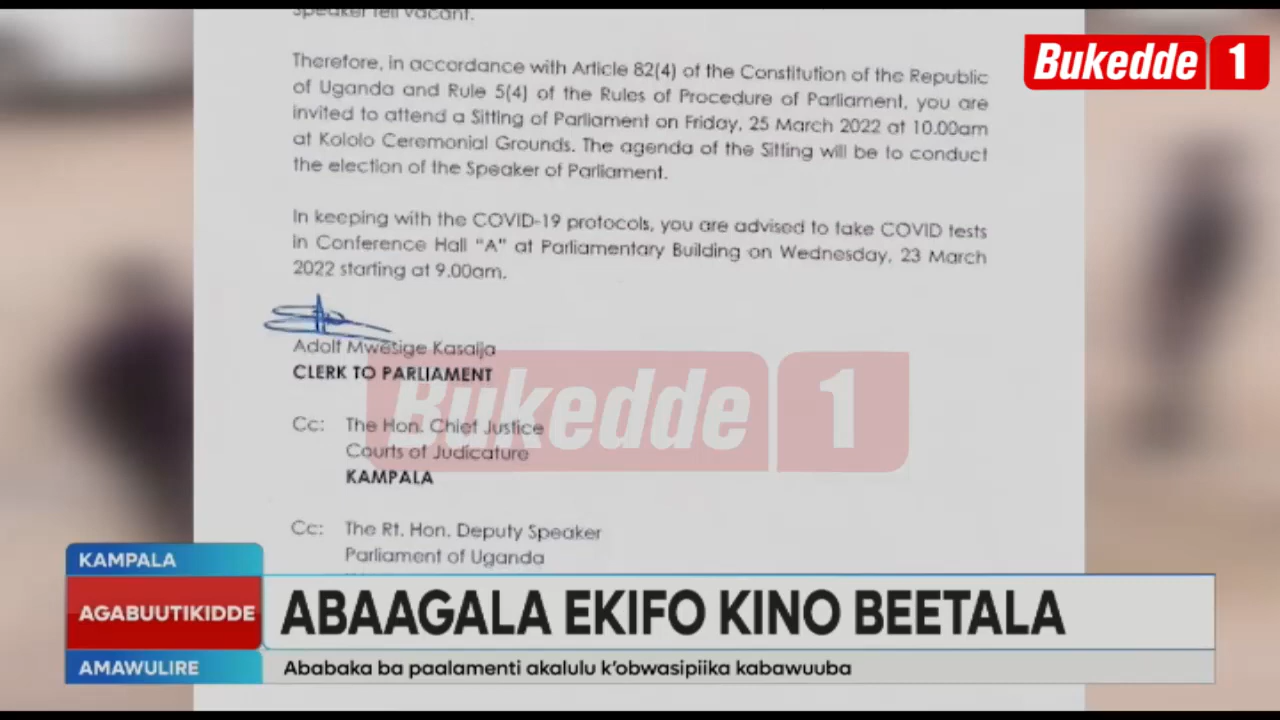 Speaker fell vacant.
Therefore, in accordance with Article 82(4) of the Constitution of the Republic
of Uganda and Rule 5(4) of the Rules of Procedure of Parliament, you are
invited to attend a Sitting of Parliament on Friday, 25 March 2022 at 10.00am
at Kololo Ceremonial Grounds. The agenda of the Sitting will be to conduct
the election of the Speaker of Parliament.
In keeping with the COVID-19 protocols, you are advised to take COVID tests
in Conference Hall “A” at Parliamentary Building on Wednesday, 23 March
2022 starting at 9.00am.
Adolf Mwesige Kasaija
CLERK TO PARLIAMENT
Cc: The Hon. Chief Justice
Courts of Judicature
KAMPALA
Cc: The Rt. Hon. Deputy Speaker
Parliament of Uganda
Bukedde 1
Bukedde 1
KAMPALA
AGABUUTIKIDDE
ABAAGALA EKIFO KINO BEETALA
AMAWULIRE
Ababaka ba paalamenti akalulu k’obwasipiika kabawuuba